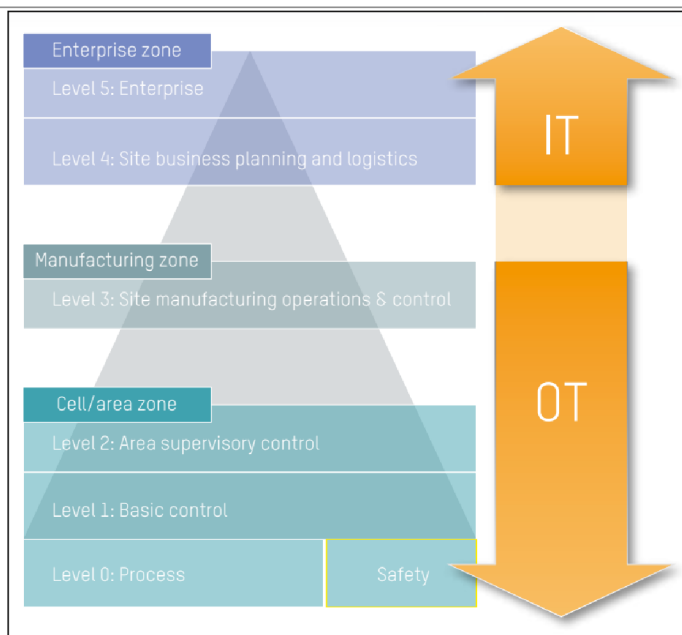 Enterprise zone
Level 5: Enterprise
IT
Level 4: Site business planning and logistics
Manufacturing zone
Level 3: Site manufacturing operations & control
Cell/area zone
OT
Level 2: Area supervisory control
Level 1: Basic control
Level 0: Process
Safety